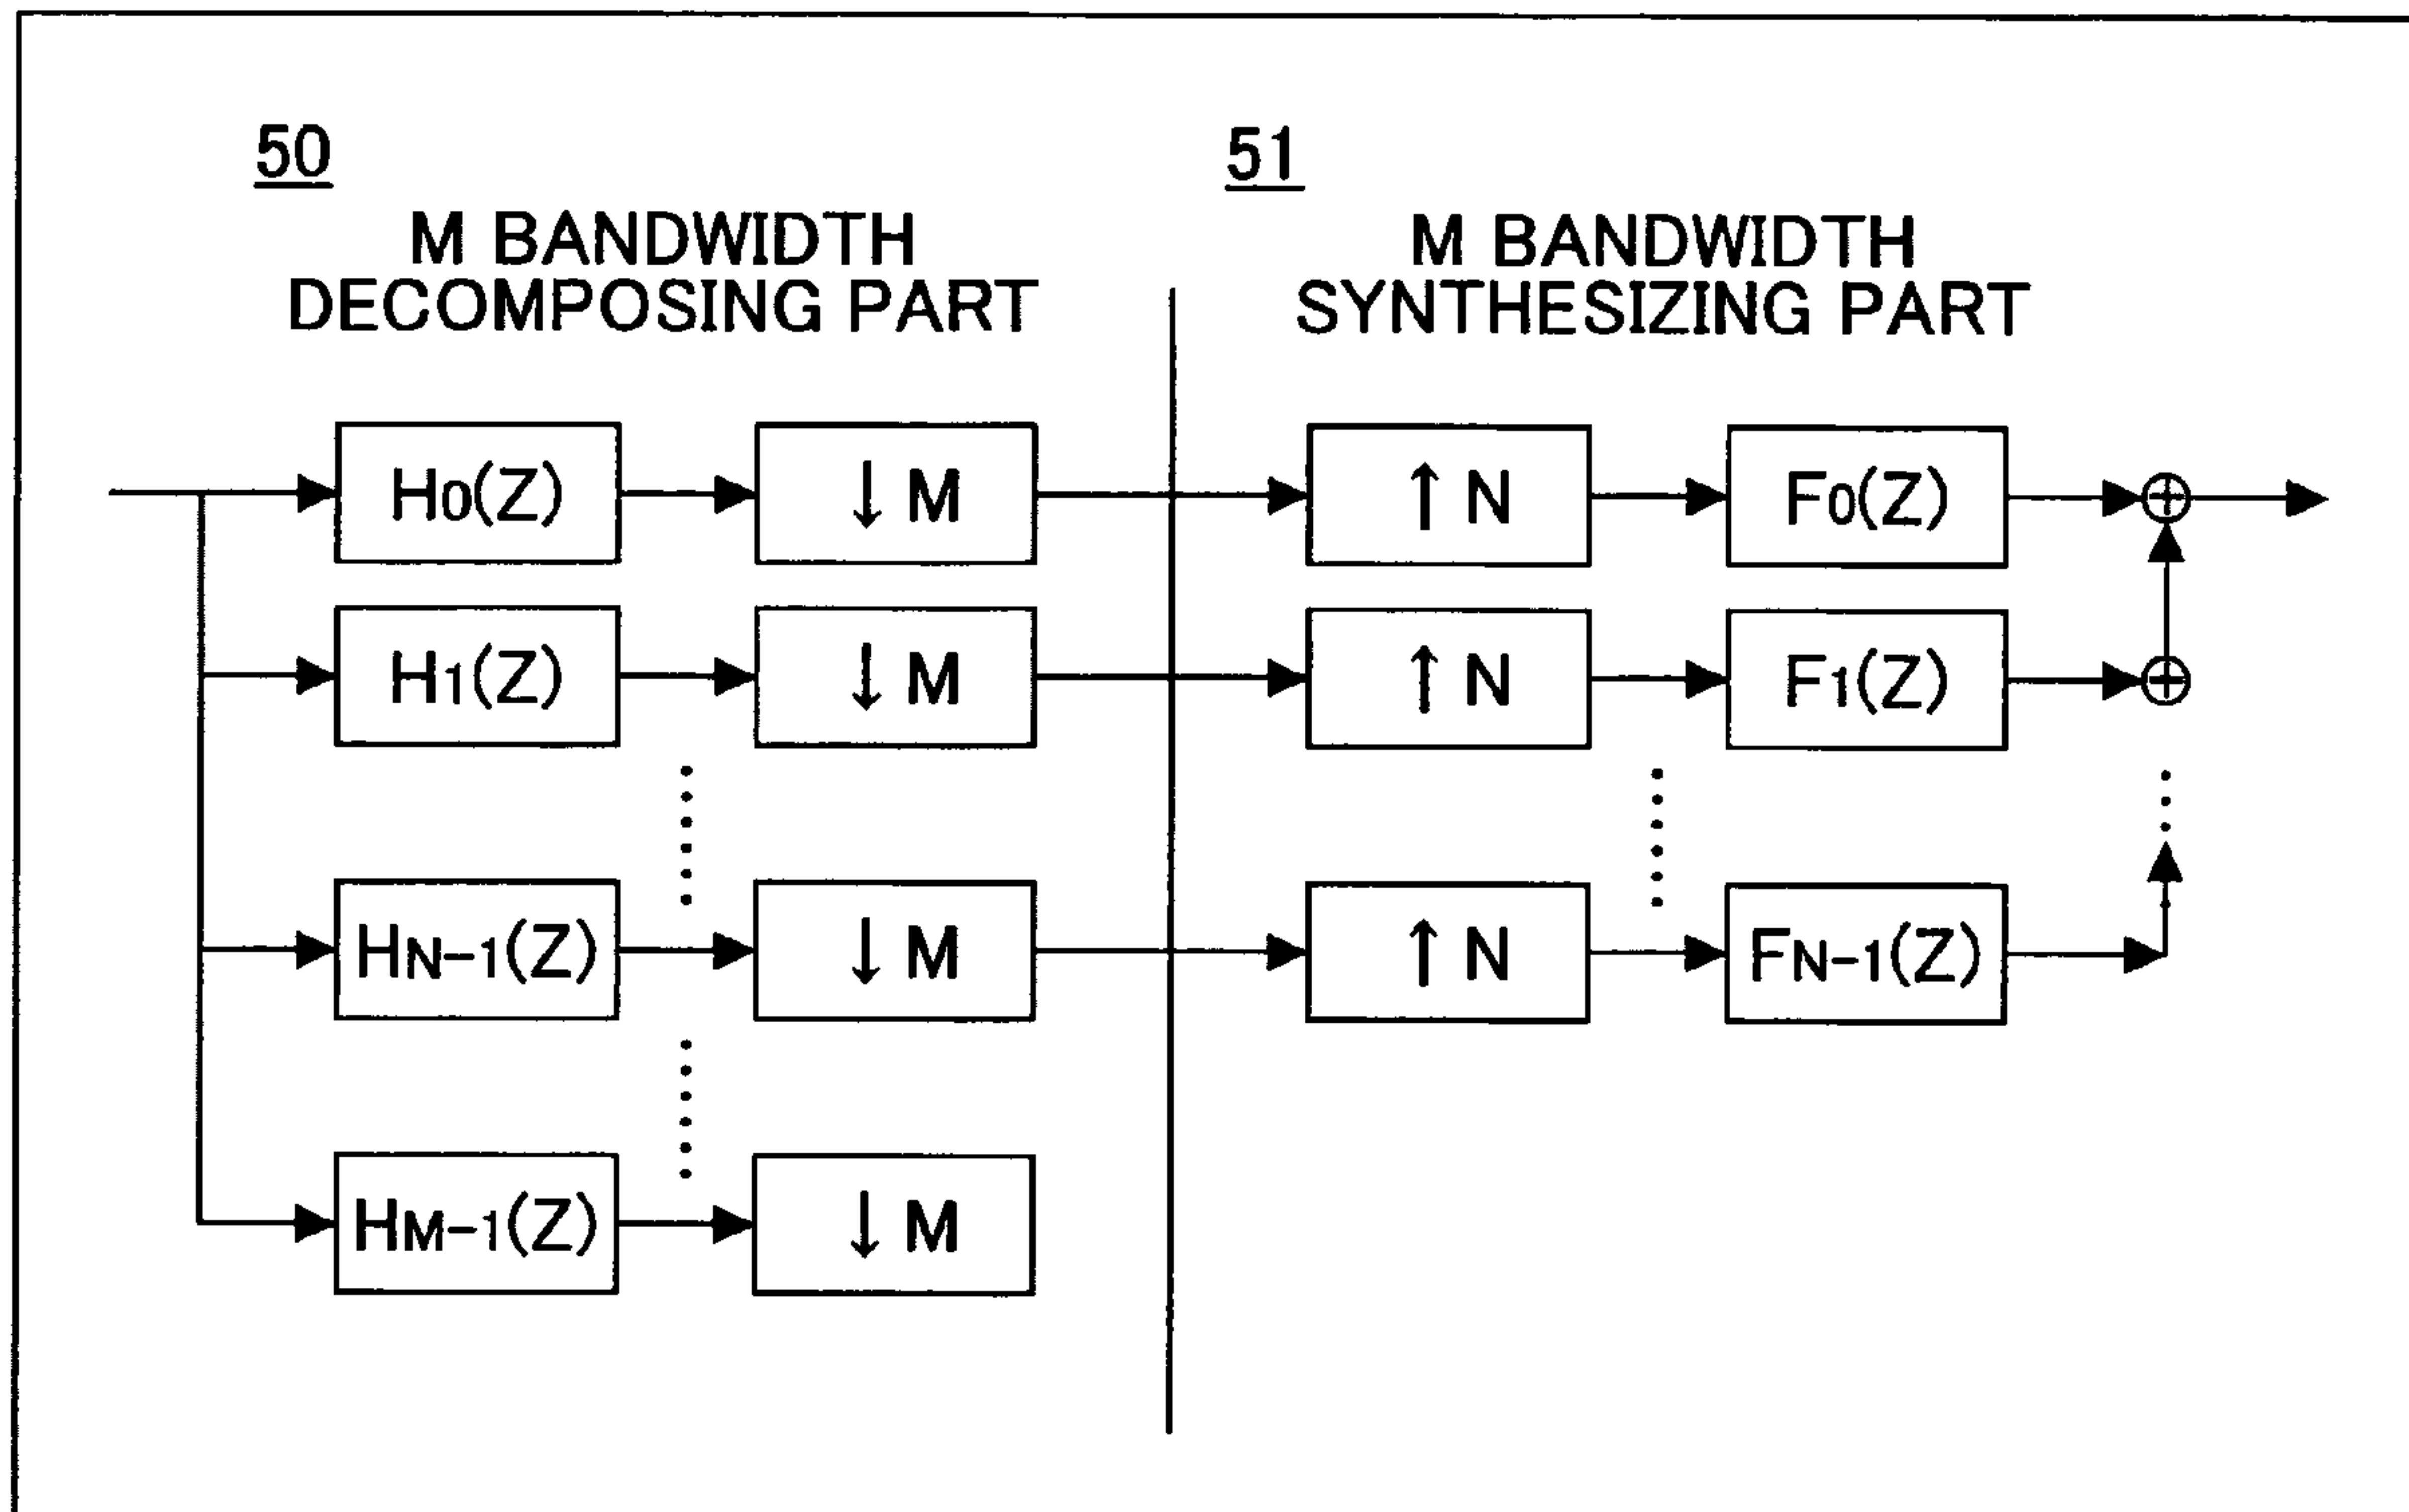 50
M BANDWIDTH
DECOMPOSING PART
51
M BANDWIDTH
SYNTHESIZING PART
H0(Z) ↓ M ↑ N F0(Z)
H1(Z) ↓ M ↑ N F1(Z)
HN-1(Z) ↓ M ↑ N FN-1(Z)
HM-1(Z) ↓ M